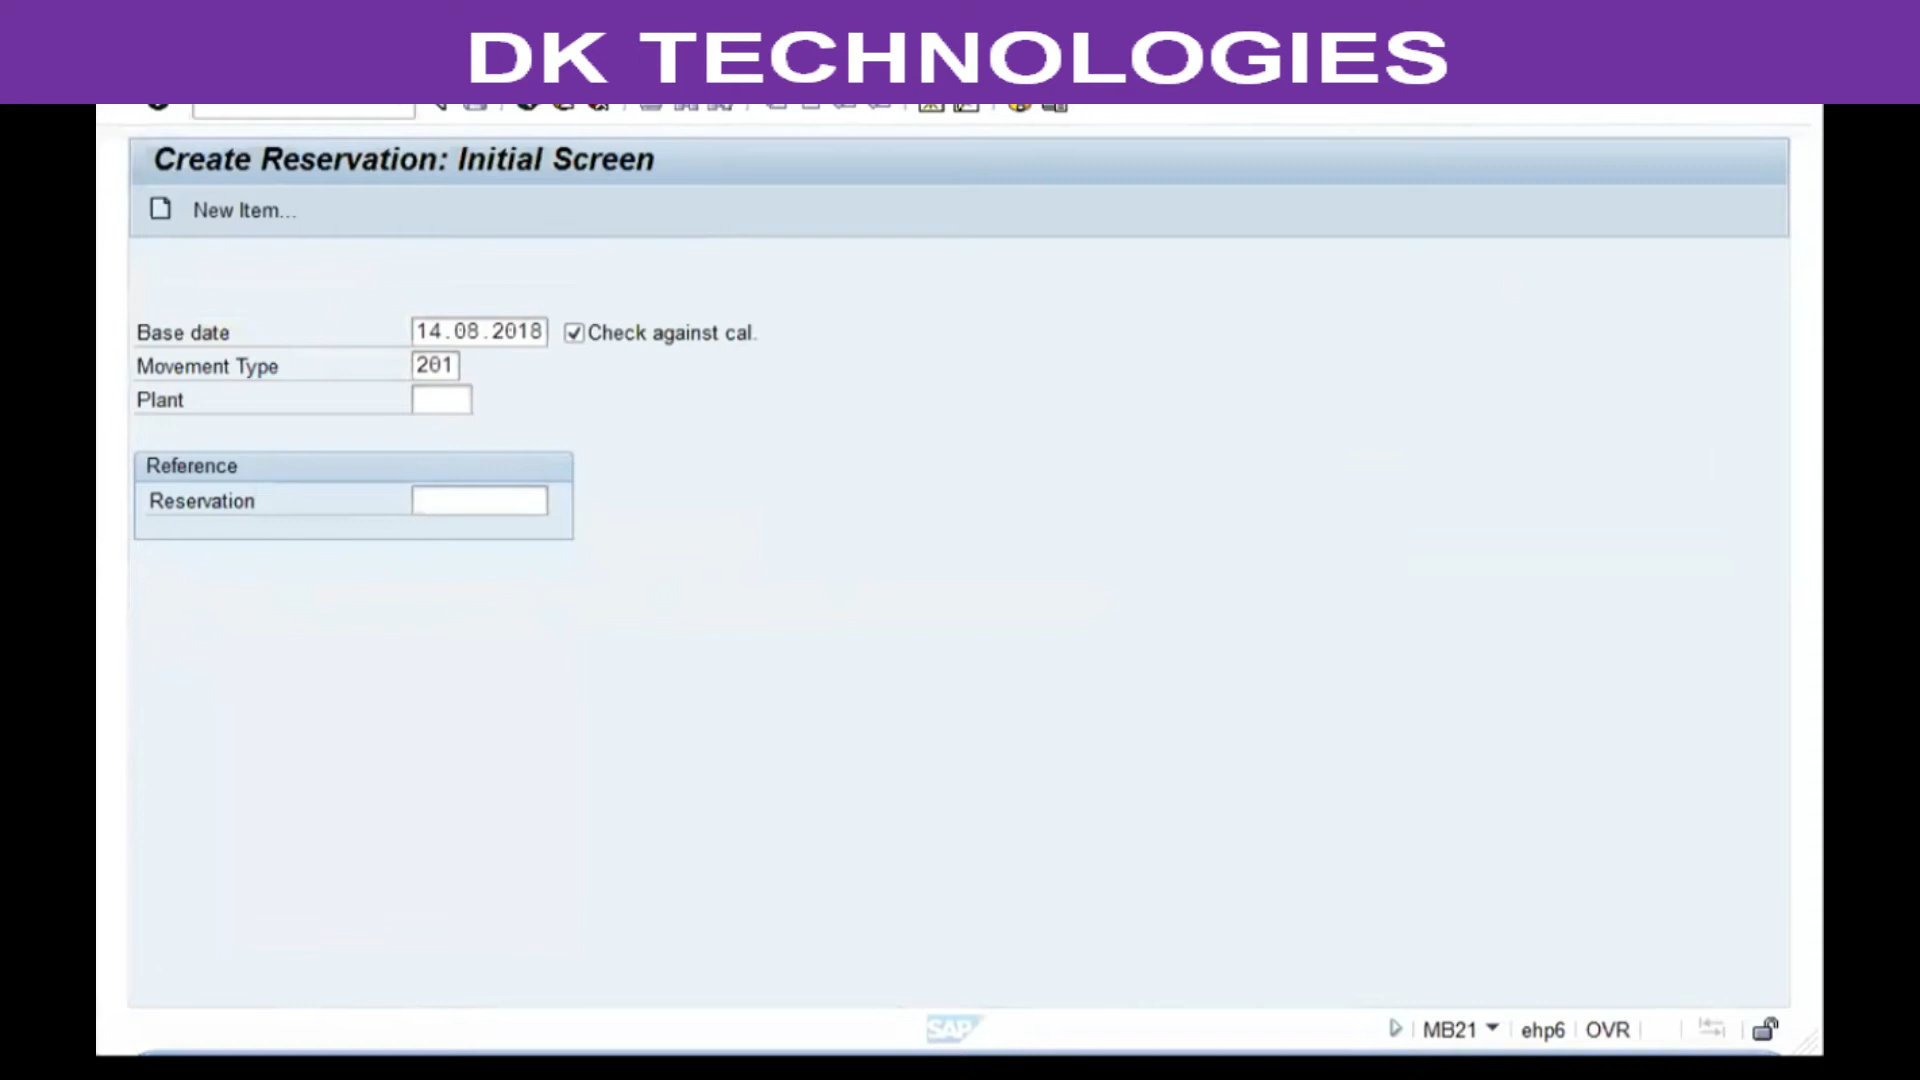 DK TECHNOLOGIES
Create Reservation: Initial Screen
New Item...
Base date 14.08.2018 Check against cal.
Movement Type 201
Plant
Reference
Reservation
SAP MB21 ehp6 OVR